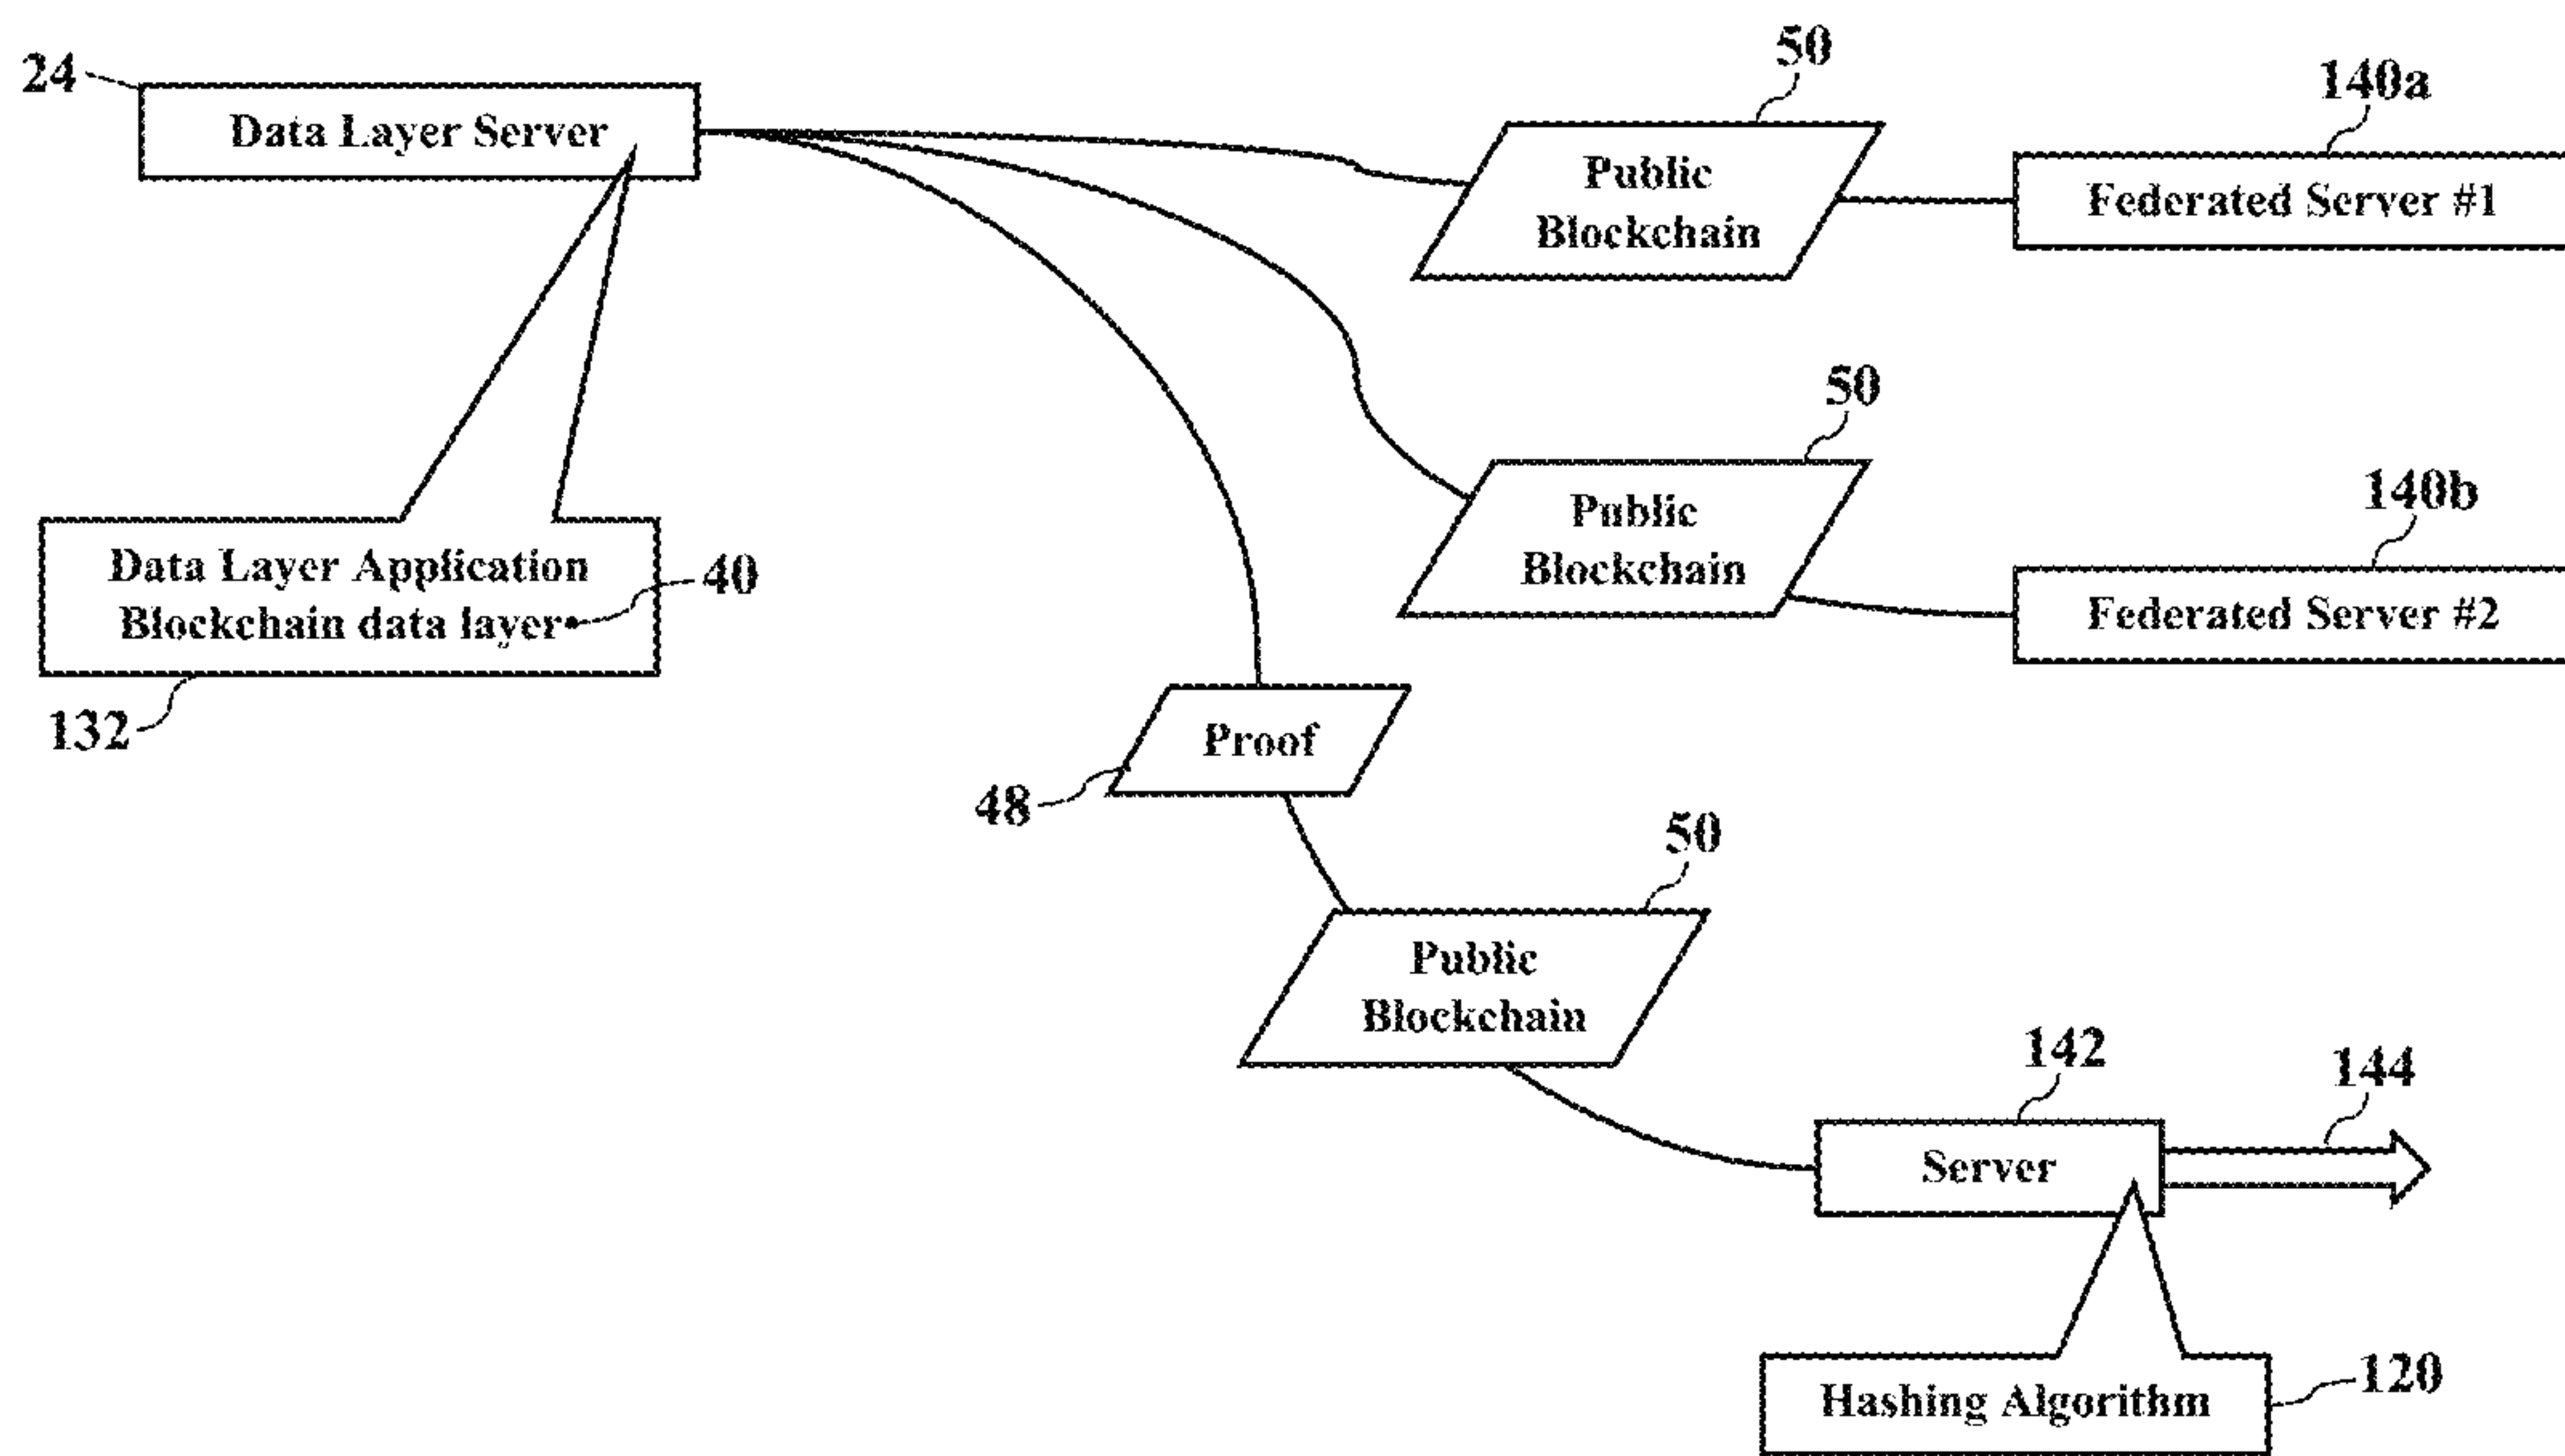 50
24
140a
Data Layer Server
Public
Blockchain
Federated Server #1
50
140b
Public
Blockchain
Data Layer Application
Blockchain data layer
40
Federated Server #2
132
Proof
48
50
Public
Blockchain
142
144
Server
120
Hashing Algorithm